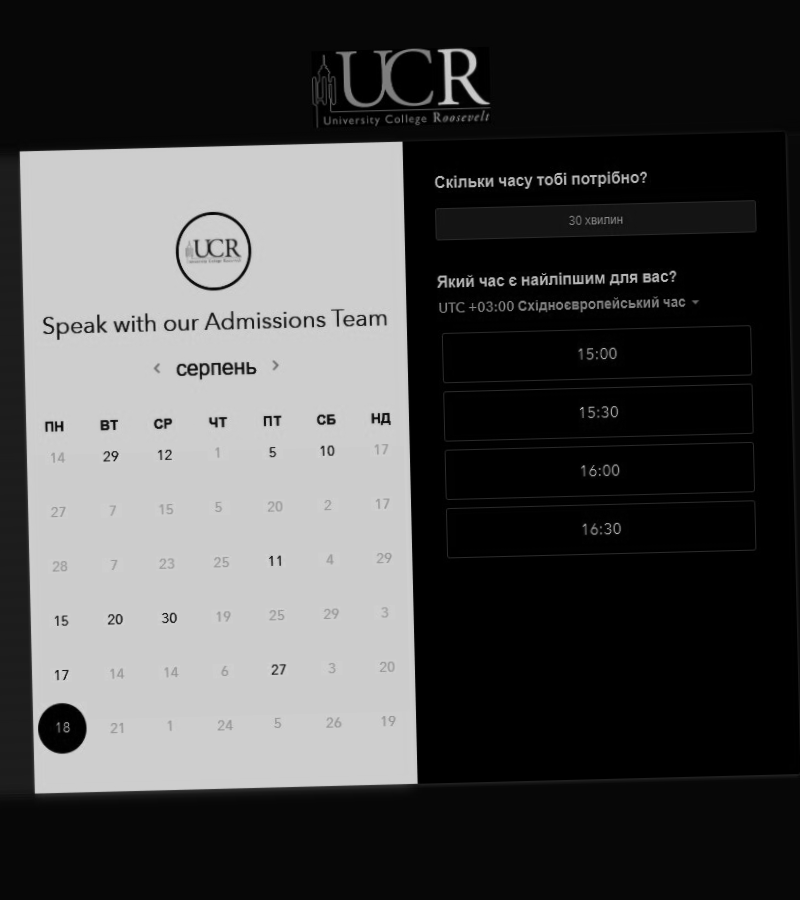 UCR
University College Roosevelt
UCR
University College Roosevelt
Speak with our Admissions Team
серпень
ПН ВТ СР ЧТ ПТ СБ НД
14 29 12 1 5 10 17
27 7 15 5 20 2 17
28 7 23 25 11 4 29
15 20 30 19 25 29 3
17 14 14 6 27 3 20
18 21 1 24 5 26 19
Скільки часу тобі потрібно?
30 хвилин
Який час є найліпшим для вас?
UTC +03:00 Східноєвропейський час
15:00
15:30
16:00
16:30